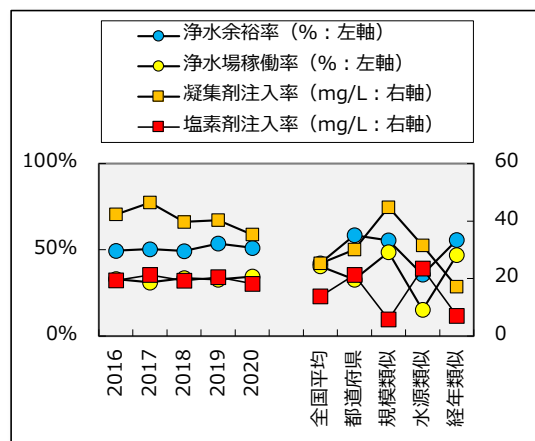 浄水余裕率（%：左軸）
浄水場稼働率（%：左軸）
凝集剤注入率（mg/L：右軸）
塩素剤注入率（mg/L：右軸）
100%
50%
0%
60
40
20
0
2016
2017
2018
2019
2020
全国平均
都道府県
規模類似
水源類似
経年類似